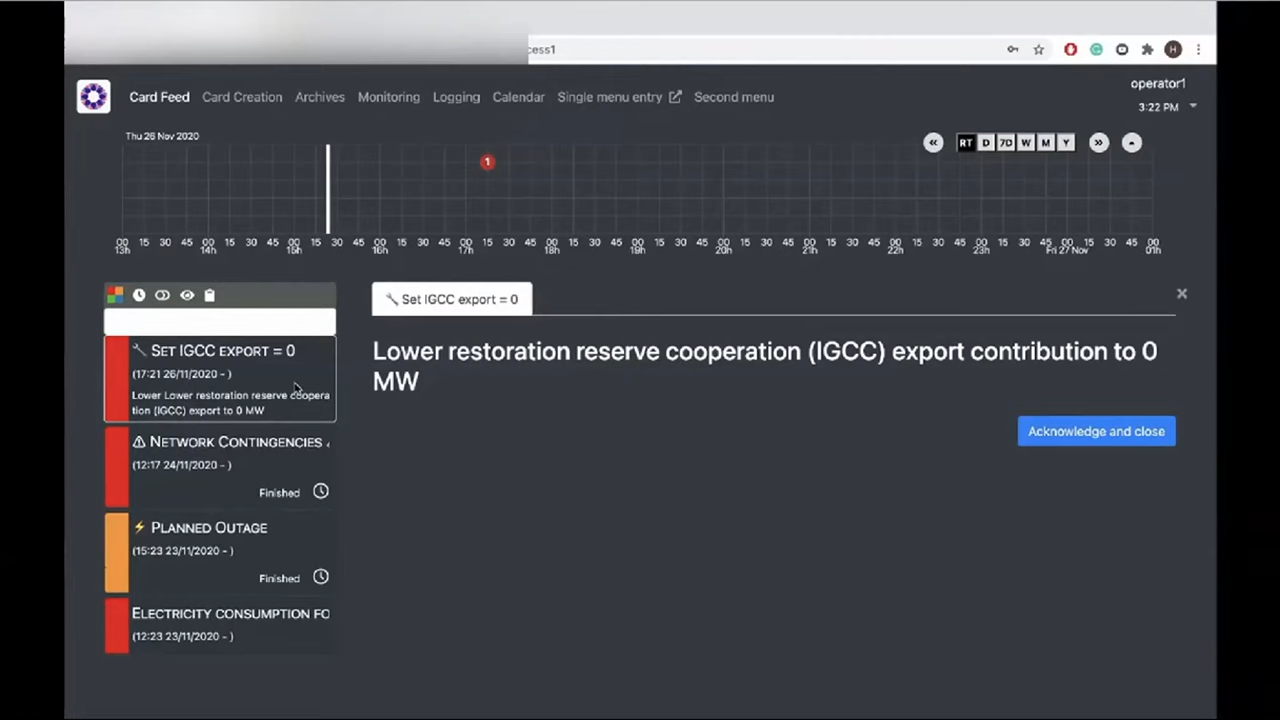 cess1
operator1
3:22 PM
Card Feed Card Creation Archives Monitoring Logging Calendar Single menu entry Second menu
Thu 26 Nov 2020
RT D 7D W M Y
1
00 15 30 45 00 15 30 45 00 15 30 45 00 15 30 45 00 15 30 45 00 15 30 45 00 15 30 45 00 15 30 45 00 15 30 45 00 15 30 45 00 15 30 45 00 15 30 45 00
13h 14h 15h 16h 17h 18h 19h 20h 21h 22h 23h Fri 27 Nov 01h
Set IGCC export = 0
(17:21 26/11/2020 - )
Lower Lower restoration reserve coopera
tion (IGCC) export to 0 MW
Network Contingencies
(12:17 24/11/2020 - )
Finished
⚡ Planned Outage
(15:23 23/11/2020 - )
Finished
Electricity consumption fo
(12:23 23/11/2020 - )
Set IGCC export = 0
Lower restoration reserve cooperation (IGCC) export contribution to 0
MW
Acknowledge and close